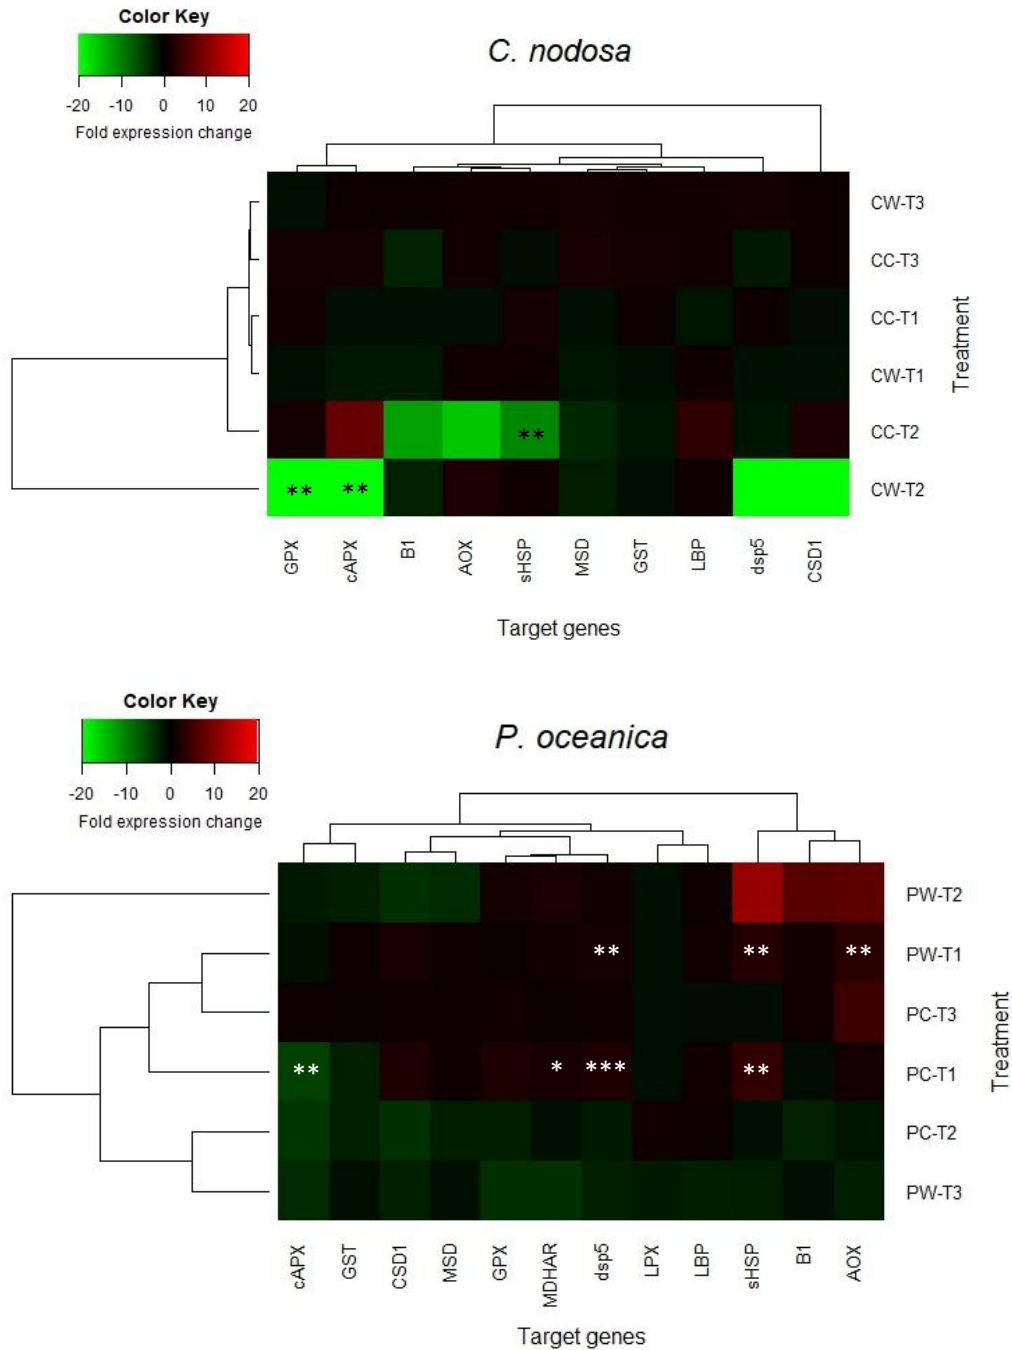 Color Key
-20 -10 0 10 20
Fold expression change
C. nodosa
CW-T3
CC-T3
CC-T1
CW-T1
CC-T2
**
CW-T2
** **
Treatment
GPX cAPX B1 AOX sHSP MSD GST LBP dsp5 CSD1
Target genes
Color Key
-20 -10 0 10 20
Fold expression change
P. oceanica
PW-T2
PW-T1
** ** **
PC-T3
PC-T1
** * *** **
PC-T2
PW-T3
Treatment
cAPX GST CSD1 MSD GPX MDHAR dsp5 LPX LBP sHSP B1 AOX
Target genes